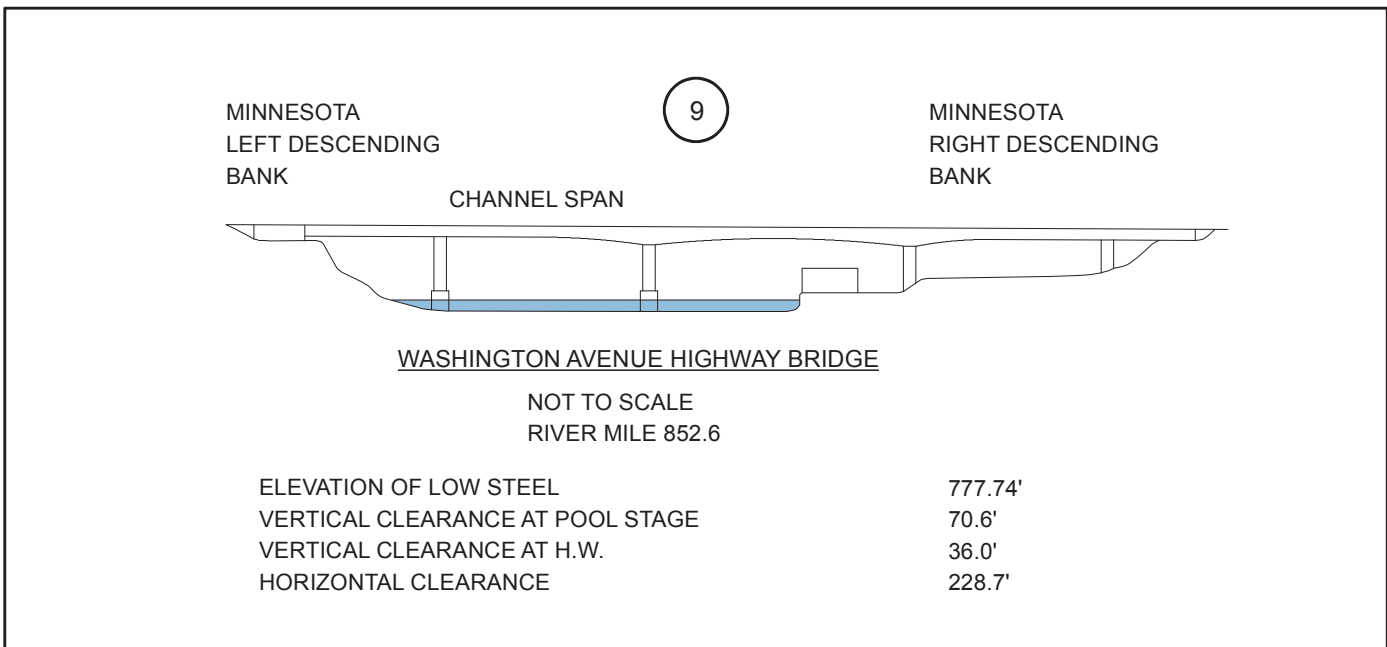 MINNESOTA
LEFT DESCENDING
BANK
9
MINNESOTA
RIGHT DESCENDING
BANK
CHANNEL SPAN
WASHINGTON AVENUE HIGHWAY BRIDGE
NOT TO SCALE
RIVER MILE 852.6
ELEVATION OF LOW STEEL 777.74'
VERTICAL CLEARANCE AT POOL STAGE 70.6'
VERTICAL CLEARANCE AT H.W. 36.0'
HORIZONTAL CLEARANCE 228.7'